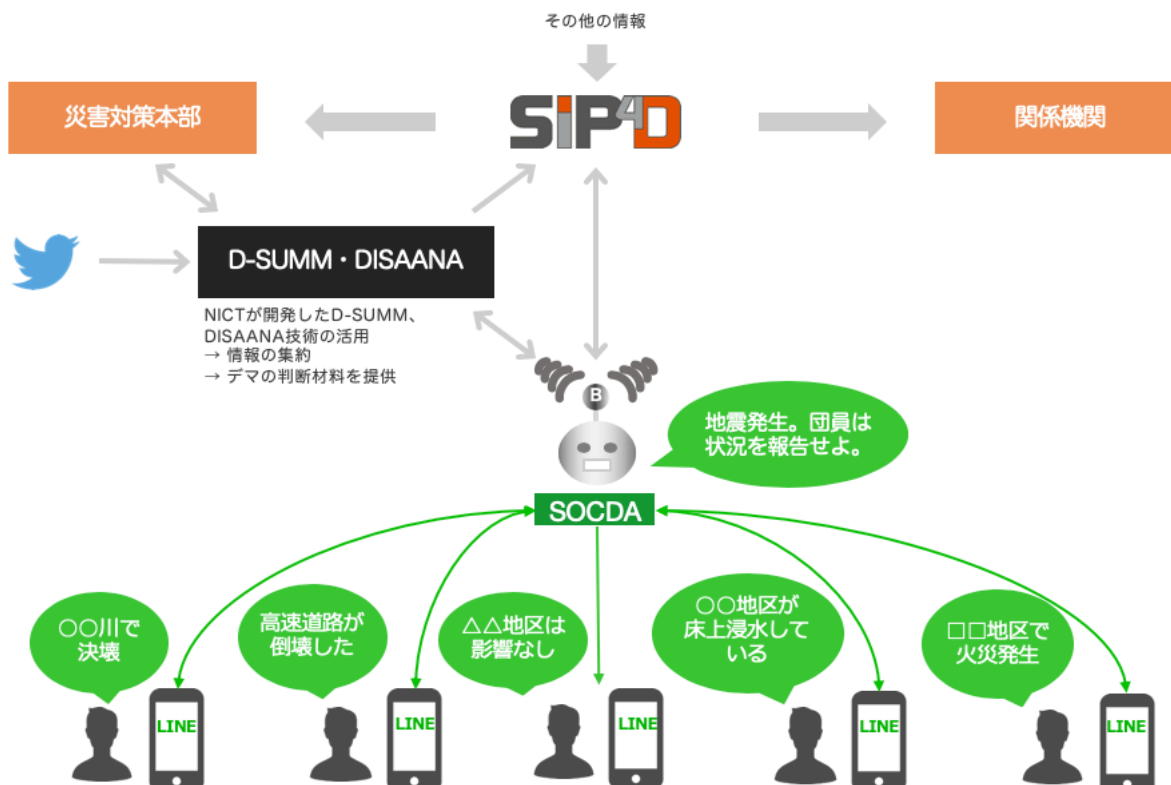 その他の情報
災害対策本部
SiP4D
関係機関
D-SUMM・DISAANA
NICTが開発したD-SUMM、
DISAANA技術の活用
→ 情報の集約
→ デマの判断材料を提供
B
地震発生。団員は
状況を報告せよ。
SOCDA
○○川で
決壊
高速道路が
倒壊した
△△地区は
影響なし
○○地区が
床上浸水して
いる
□□地区で
火災発生
LINE
LINE
LINE
LINE
LINE